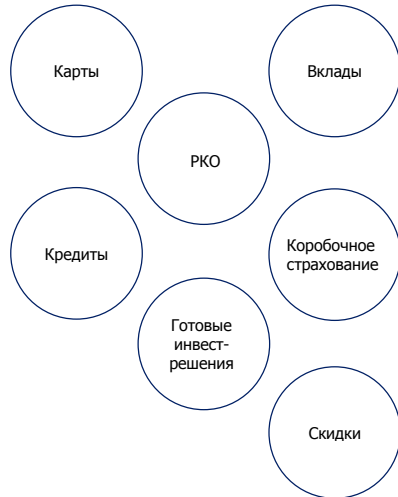 Карты
Вклады
РКО
Кредиты
Коробочное
страхование
Готовые
инвест-
решения
Скидки